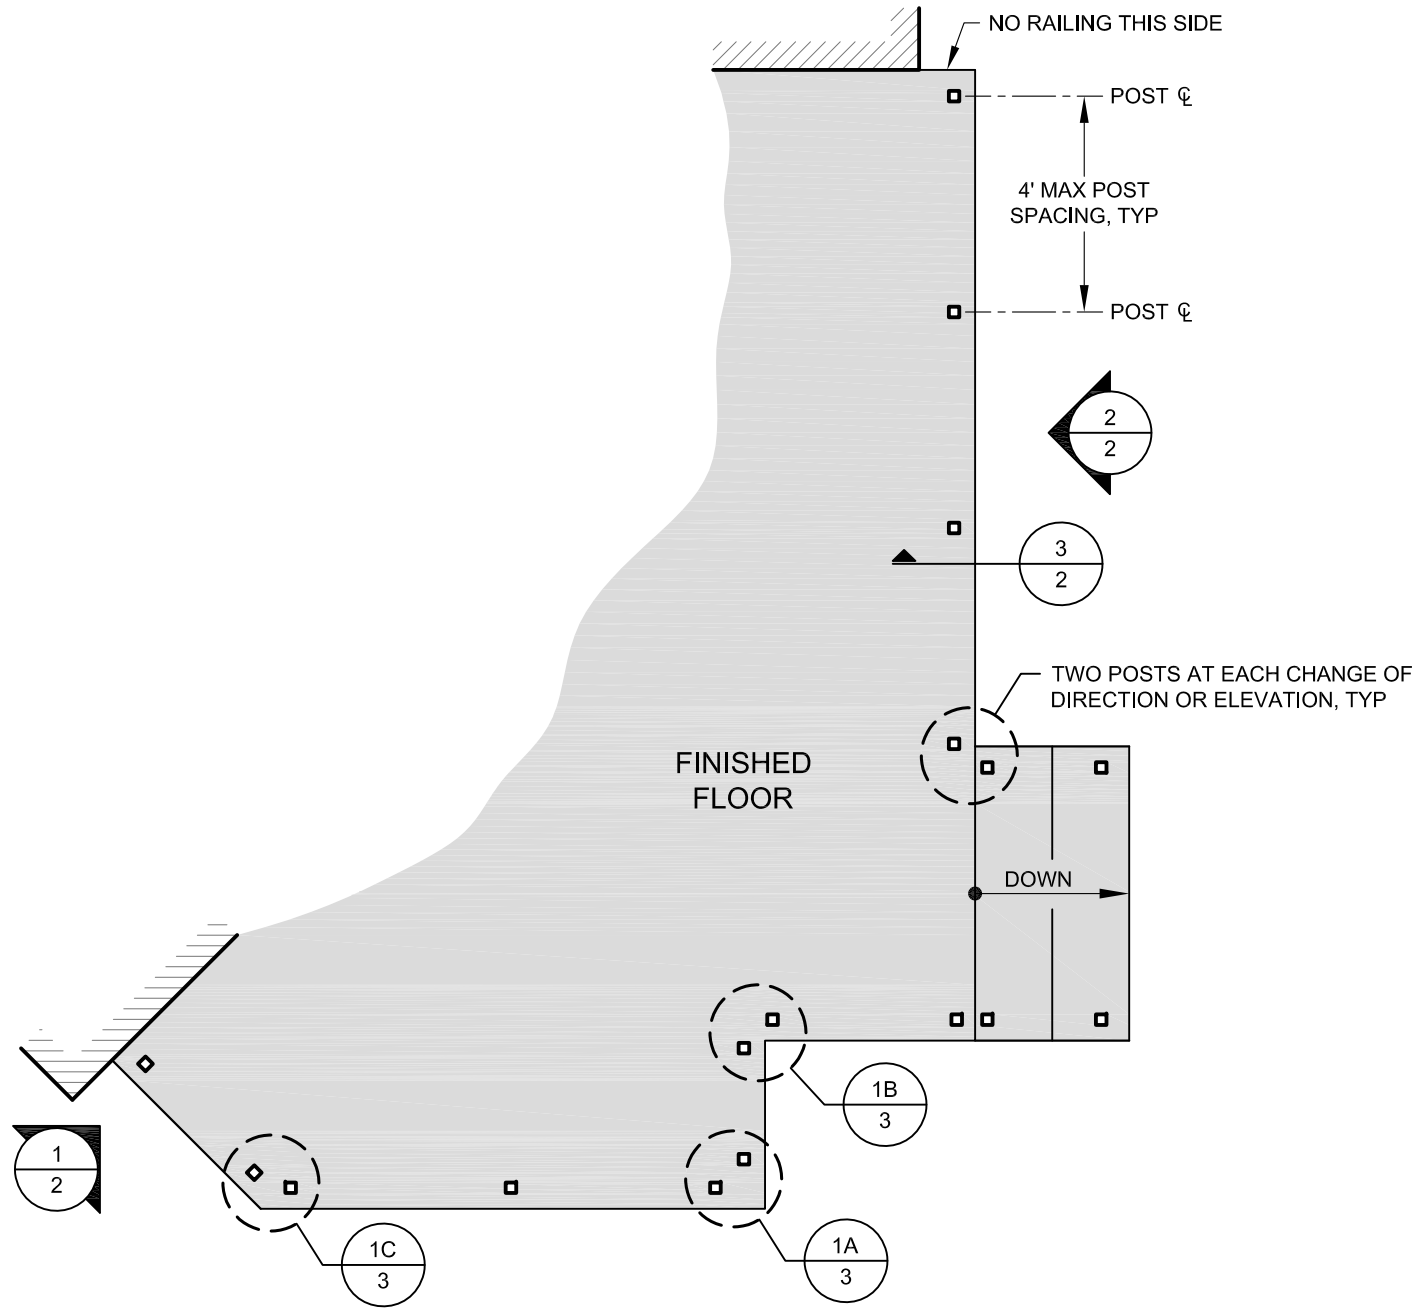 NO RAILING THIS SIDE
POST ℄
4' MAX POST
SPACING, TYP
POST ℄
2
2
3
2
TWO POSTS AT EACH CHANGE OF
DIRECTION OR ELEVATION, TYP
FINISHED
FLOOR
DOWN
1B
3
1
2
1C
3
1A
3